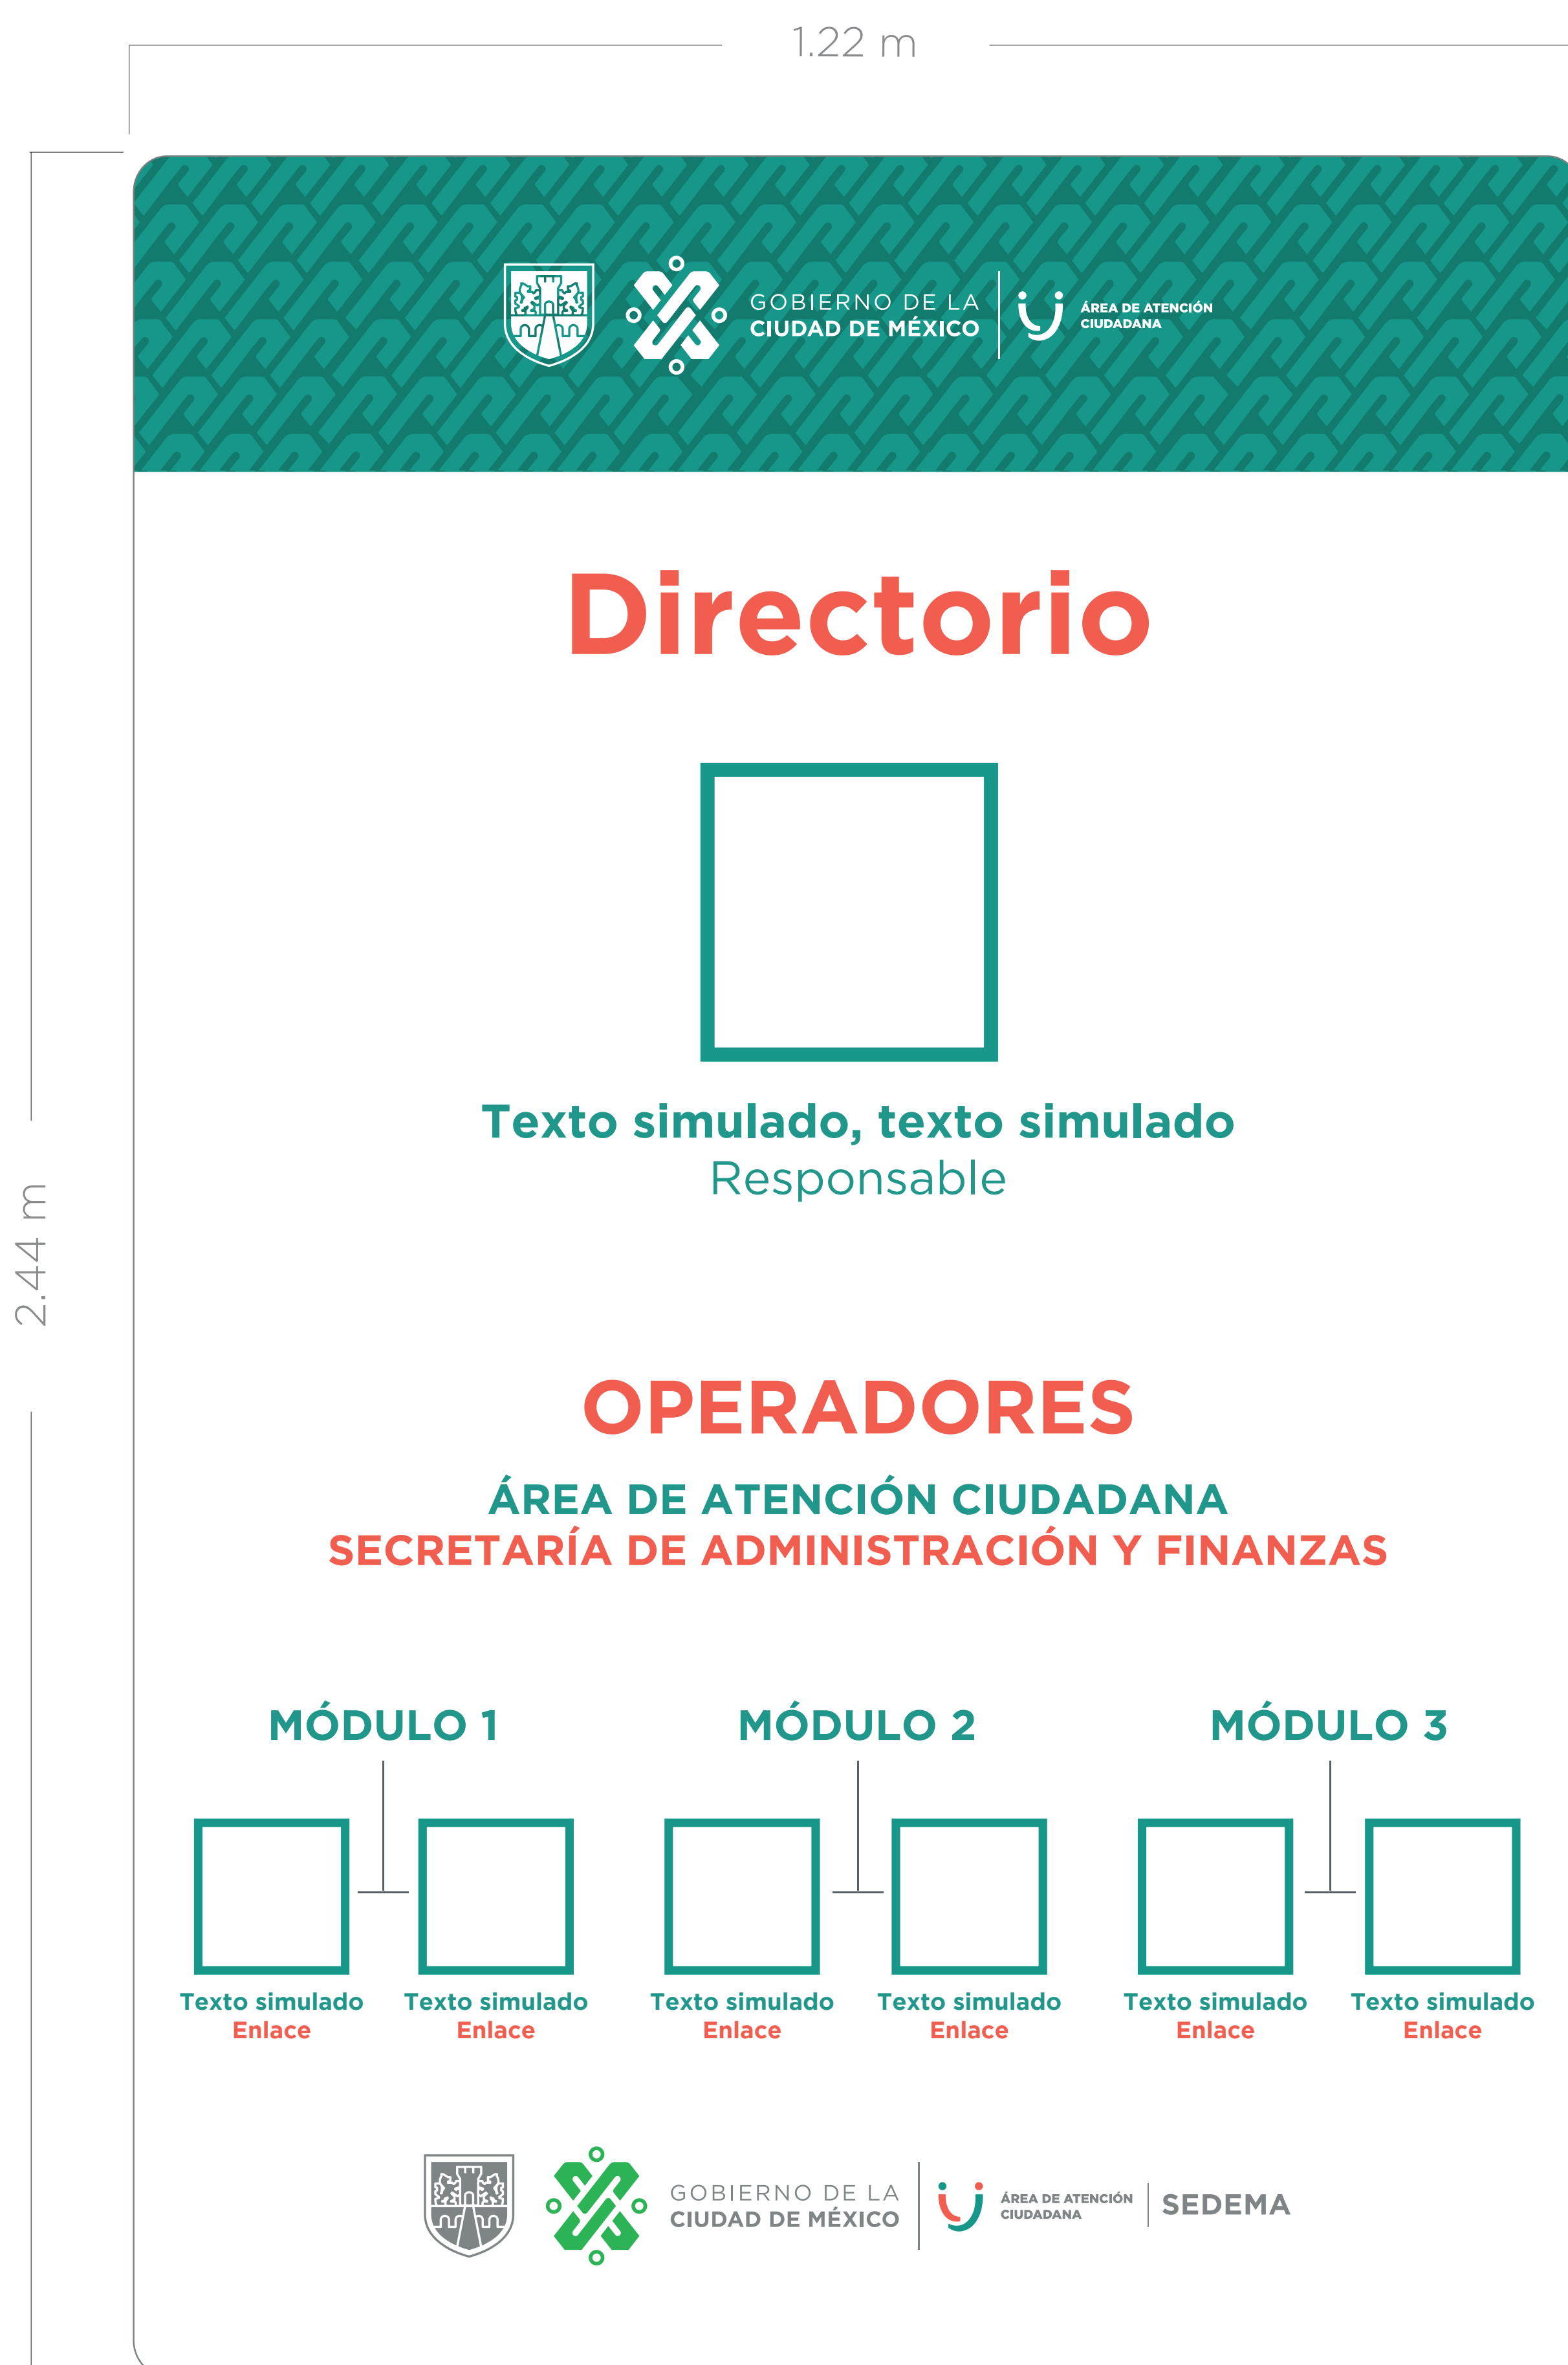 1.22 m
GOBIERNO DE LA
CIUDAD DE MÉXICO
ÁREA DE ATENCIÓN
CIUDADANA
Directorio
Texto simulado, texto simulado
Responsable
2.44 m
OPERADORES
ÁREA DE ATENCIÓN CIUDADANA
SECRETARÍA DE ADMINISTRACIÓN Y FINANZAS
MÓDULO 1 MÓDULO 2 MÓDULO 3
Texto simulado Texto simulado Texto simulado Texto simulado Texto simulado Texto simulado
Enlace Enlace Enlace Enlace Enlace Enlace
GOBIERNO DE LA
CIUDAD DE MÉXICO
ÁREA DE ATENCIÓN
CIUDADANA
SEDEMA